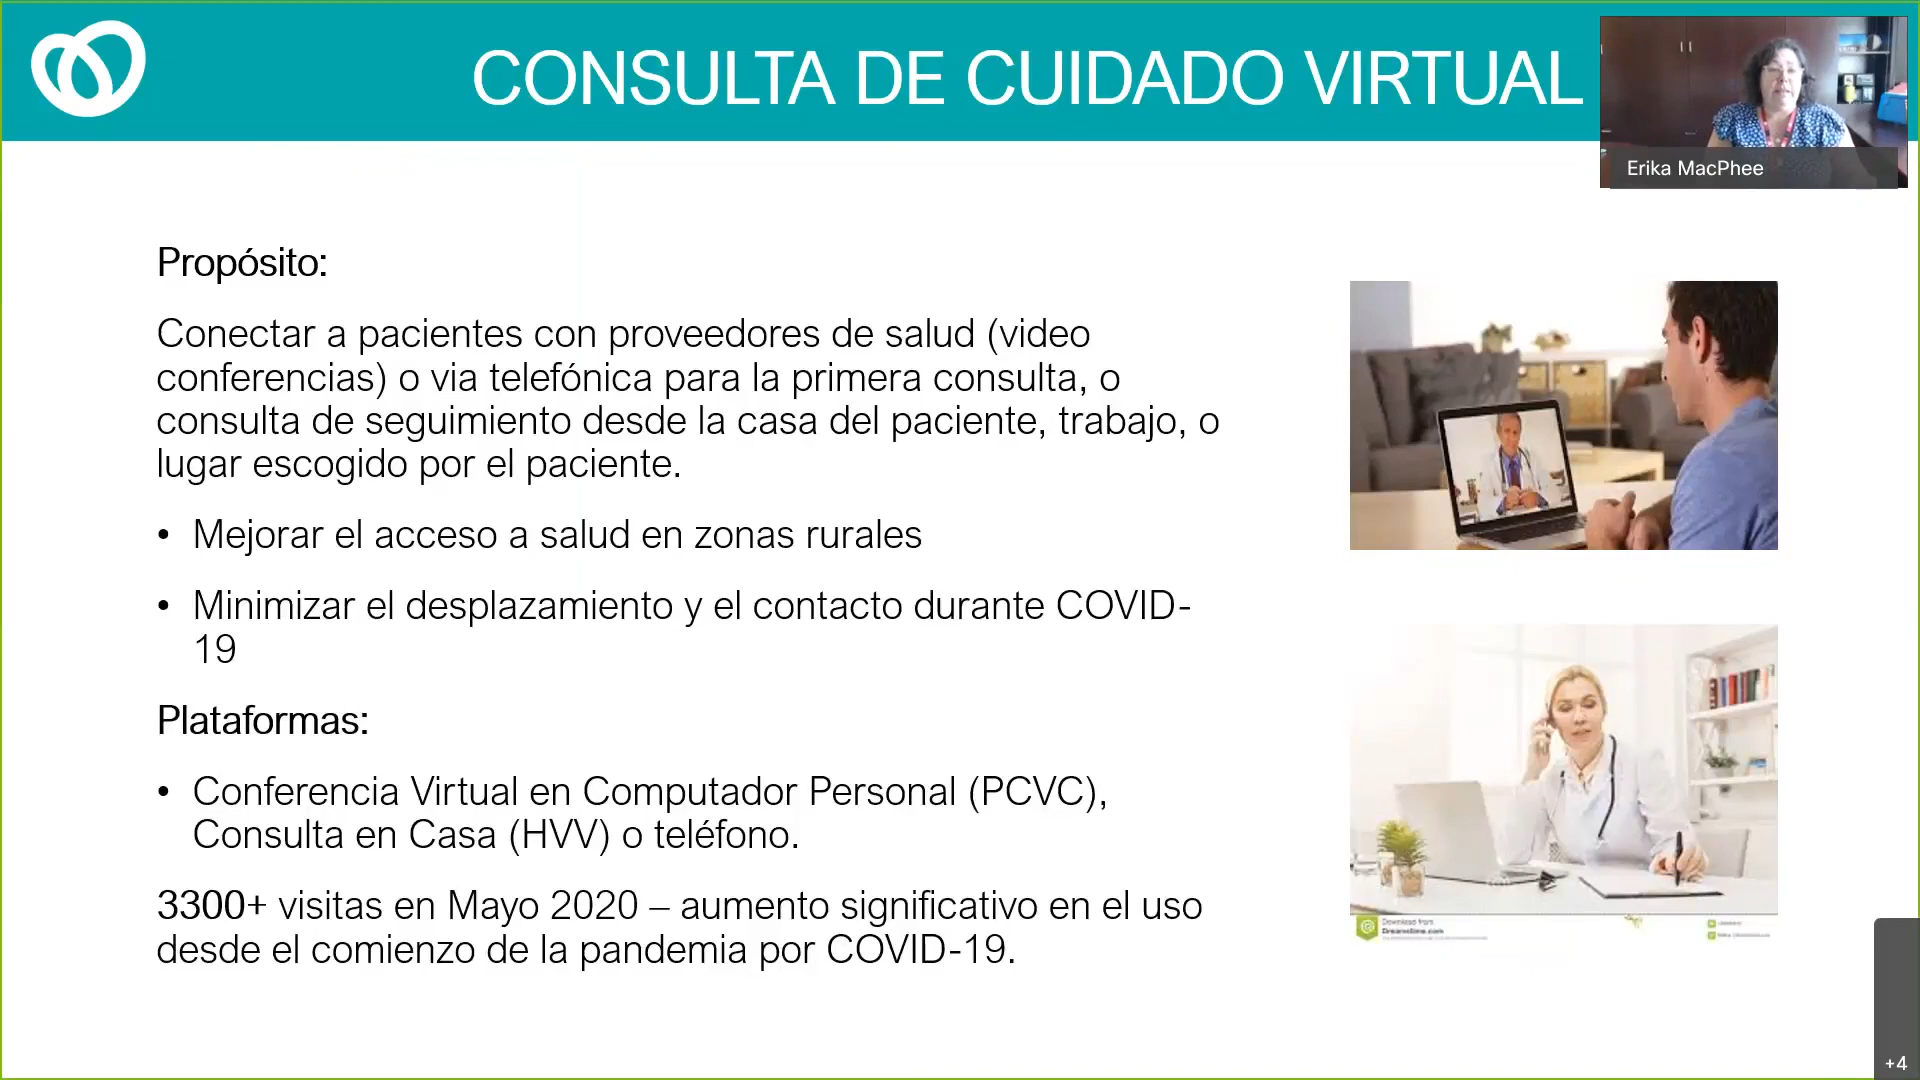 CONSULTA DE CUIDADO VIRTUAL
Erika MacPhee
Propósito:
Conectar a pacientes con proveedores de salud (video
conferencias) o via telefónica para la primera consulta, o
consulta de seguimiento desde la casa del paciente, trabajo, o
lugar escogido por el paciente.
• Mejorar el acceso a salud en zonas rurales
• Minimizar el desplazamiento y el contacto durante COVID-
19
Plataformas:
• Conferencia Virtual en Computador Personal (PCVC),
Consulta en Casa (HVV) o teléfono.
3300+ visitas en Mayo 2020 – aumento significativo en el uso
desde el comienzo de la pandemia por COVID-19.
Download from
Dreamstime.com
+4